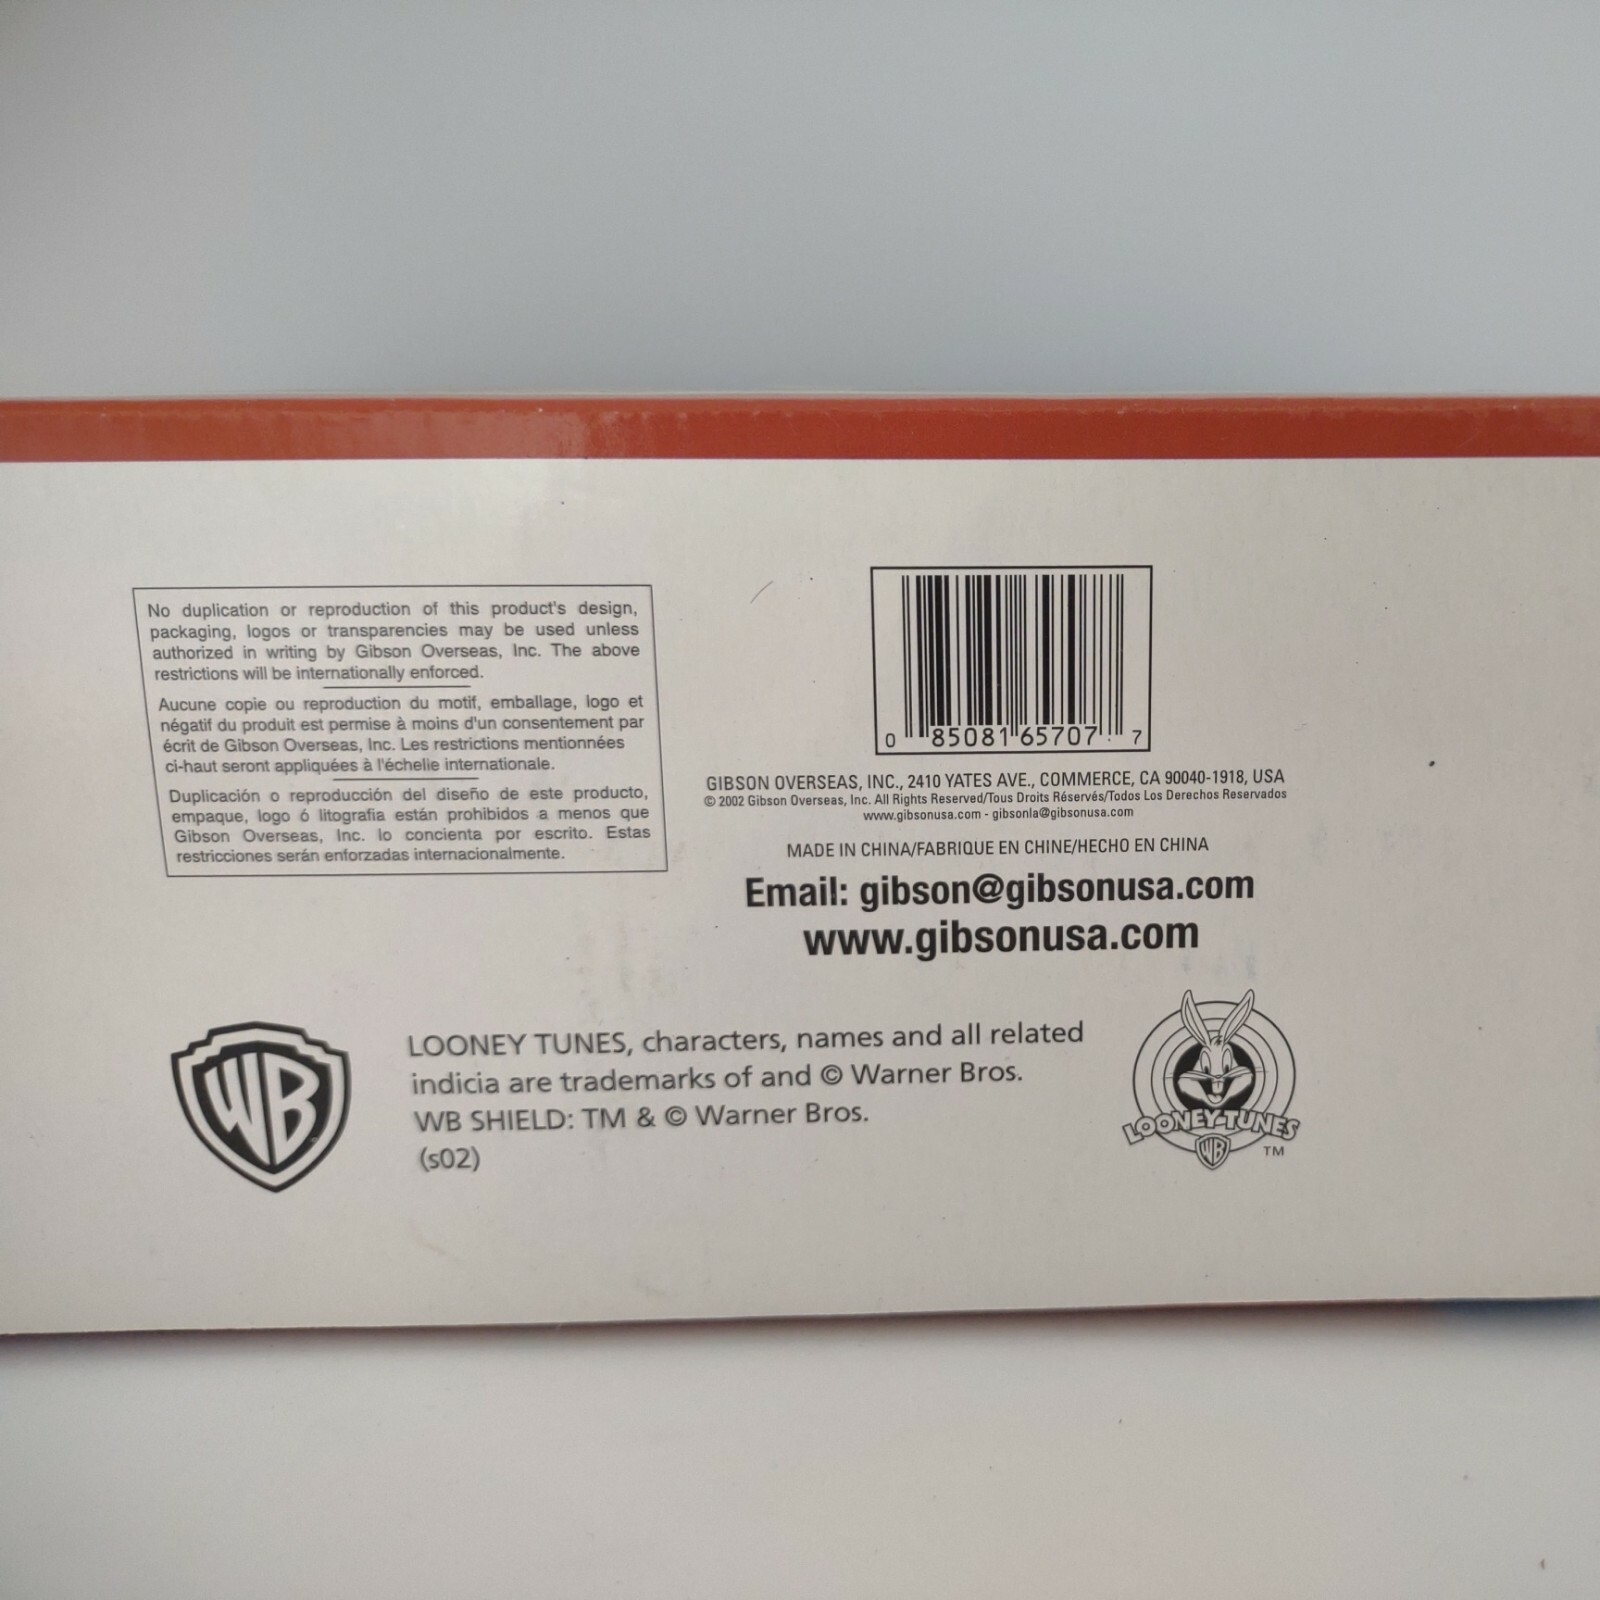 No duplication or reproduction of this product's design,
packaging, logos or transparencies may be used unless
authorized in writing by Gibson Overseas, Inc. The above
restrictions will be internationally enforced.
Aucune copie ou reproduction du motif, emballage, logo et
négatif du produit est permise à moins d'un consentement par
écrit de Gibson Overseas, Inc. Les restrictions mentionnées
ci-haut seront appliquées à l'échelie internationale.
Duplicación o reproducción del diseño de este producto,
empaque, logo ó litografia están prohibidos a menos que
Gibson Overseas, Inc. lo concienta por escrito. Estas
restricciones serán enforzadas internacionalmente.
0 85081 65707 7
GIBSON OVERSEAS, INC., 2410 YATES AVE., COMMERCE, CA 90040-1918, USA
© 2002 Gibson Overseas, Inc. All Rights Reserved/Tous Droits Réservés/Todos Los Derechos Reservados
www.gibsonusa.com - gibsonla@gibsonusa.com
MADE IN CHINA/FABRIQUE EN CHINE/HECHO EN CHINA
Email: gibson@gibsonusa.com
www.gibsonusa.com
WB
LOONEY TUNES, characters, names and all related
indicia are trademarks of and © Warner Bros.
WB SHIELD: TM & © Warner Bros.
(s02)
LOONEY TUNES
WB
TM